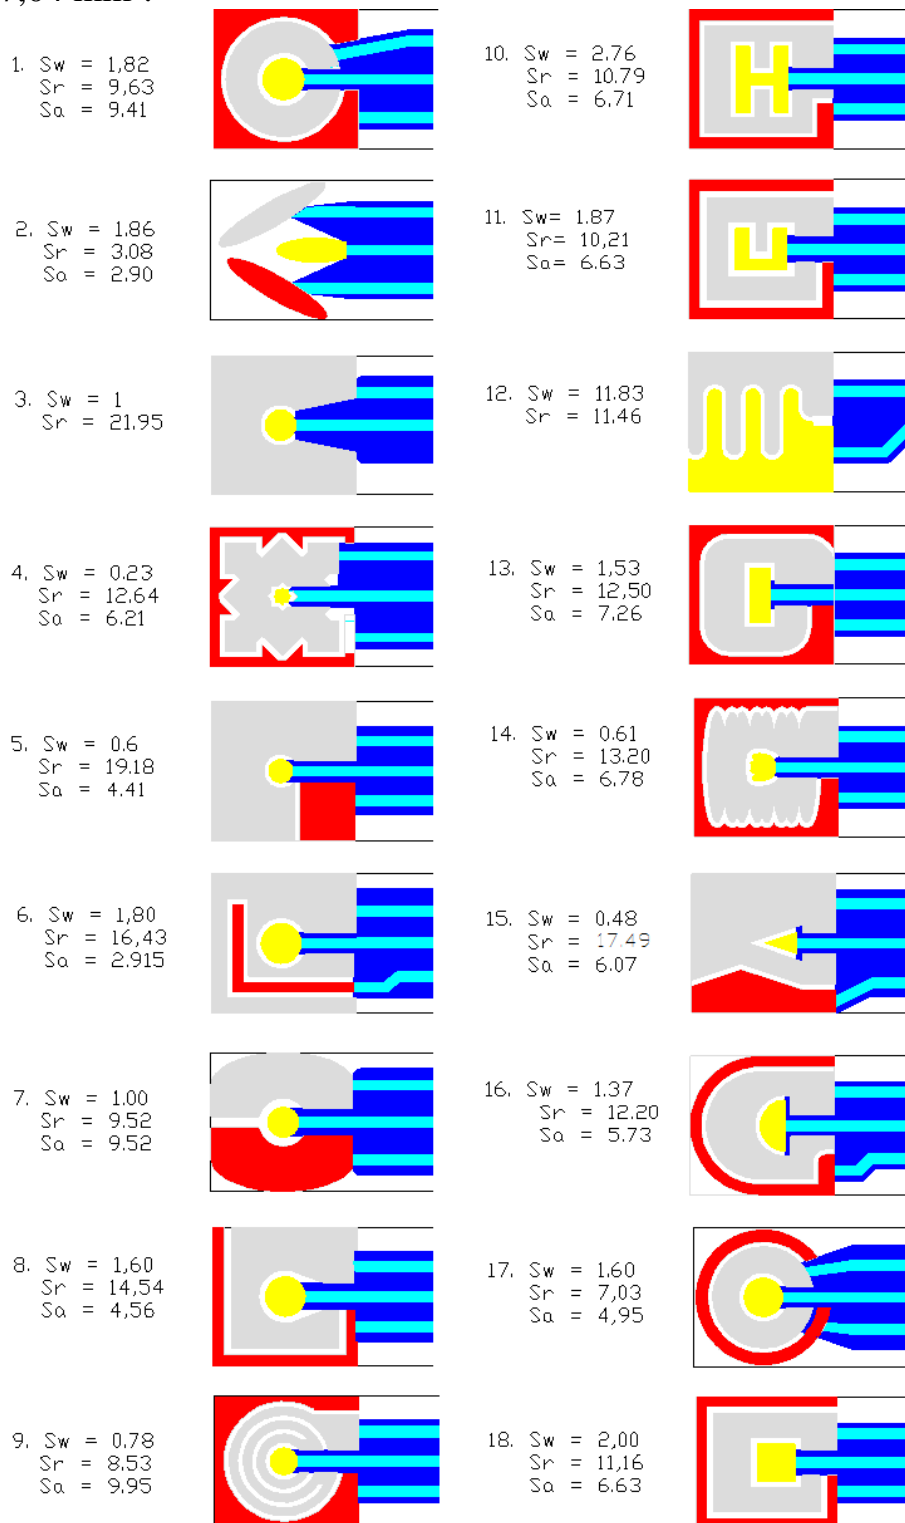 1. Sw = 1,82
Sr = 9,63
Sa = 9.41
2. Sw = 1.86
Sr = 3.08
Sa = 2.90
3. Sw = 1
Sr = 21.95
4. Sw = 0.23
Sr = 12.64
Sa = 6.21
5. Sw = 0.6
Sr = 19.18
Sa = 4.41
6. Sw = 1,80
Sr = 16,43
Sa = 2.915
7. Sw = 1.00
Sr = 9.52
Sa = 9.52
8. Sw = 1,60
Sr = 14,54
Sa = 4,56
9. Sw = 0.78
Sr = 8.53
Sa = 9.95
10. Sw = 2.76
Sr = 10.79
Sa = 6.71
11. Sw= 1.87
Sr= 10,21
Sa= 6.63
12. Sw = 11.83
Sr = 11.46
13. Sw = 1,53
Sr = 12,50
Sa = 7.26
14. Sw = 0.61
Sr = 13.20
Sa = 6.78
15. Sw = 0.48
Sr = 17.49
Sa = 6.07
16. Sw = 1.37
Sr = 12.20
Sa = 5.73
17. Sw = 1.60
Sr = 7,03
Sa = 4,95
18. Sw = 2,00
Sr = 11,16
Sa = 6.63